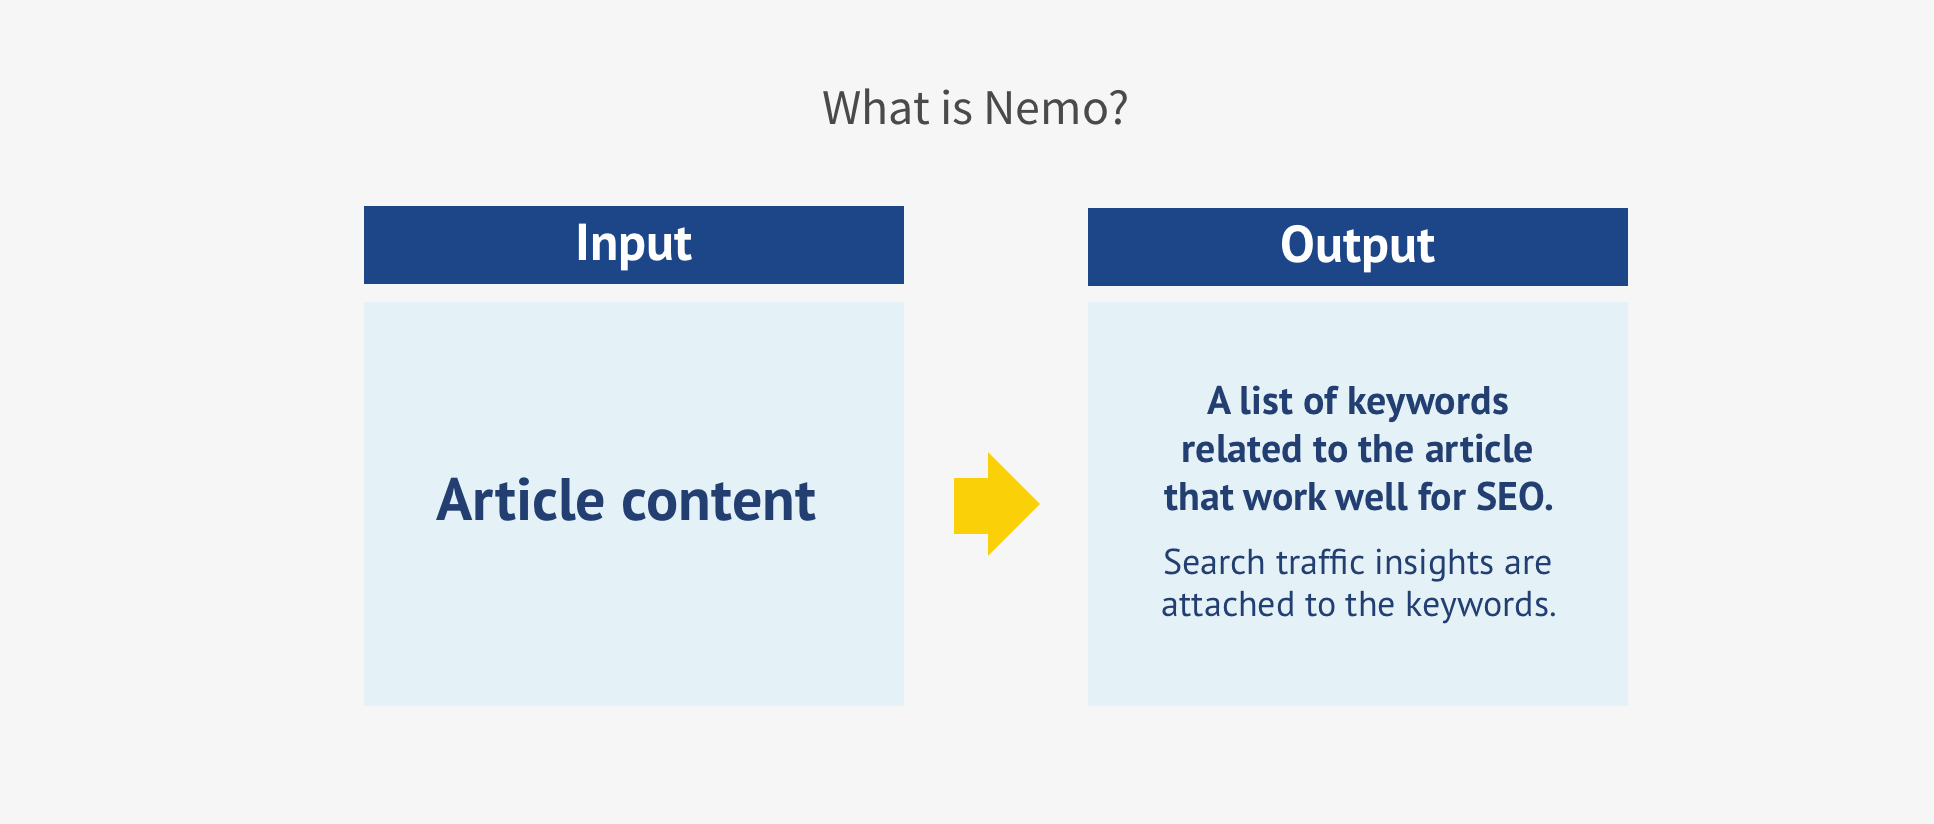 What is Nemo?
Input
Article content
Output
A list of keywords
related to the article
that work well for SEO.
Search traffic insights are
attached to the keywords.